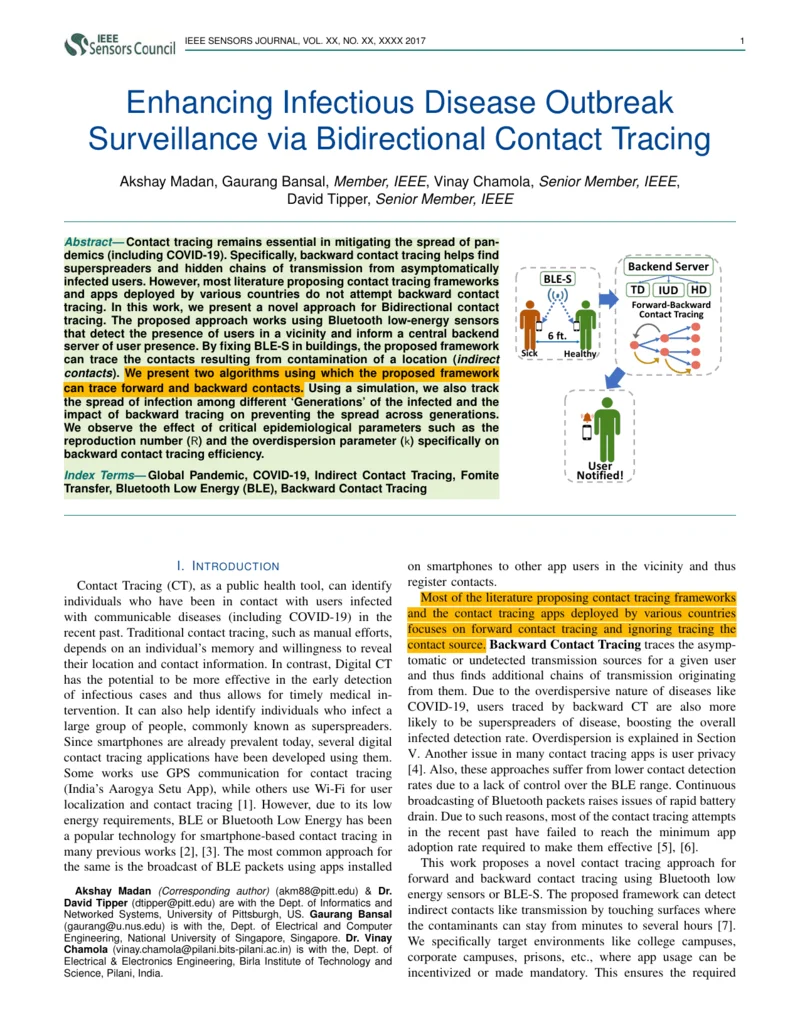 IEEE
Sensors Council
IEEE SENSORS JOURNAL, VOL. XX, NO. XX, XXXX 2017
1
Enhancing Infectious Disease Outbreak
Surveillance via Bidirectional Contact Tracing
Akshay Madan, Gaurang Bansal, Member, IEEE, Vinay Chamola, Senior Member, IEEE,
David Tipper, Senior Member, IEEE
Abstract—Contact tracing remains essential in mitigating the spread of pan-
demics (including COVID-19). Specifically, backward contact tracing helps find
superspreaders and hidden chains of transmission from asymptomatically
infected users. However, most literature proposing contact tracing frameworks
and apps deployed by various countries do not attempt backward contact
tracing. In this work, we present a novel approach for Bidirectional contact
tracing. The proposed approach works using Bluetooth low-energy sensors
that detect the presence of users in a vicinity and inform a central backend
server of user presence. By fixing BLE-S in buildings, the proposed framework
can trace the contacts resulting from contamination of a location (indirect
contacts). We present two algorithms using which the proposed framework
can trace forward and backward contacts. Using a simulation, we also track
the spread of infection among different ‘Generations’ of the infected and the
impact of backward tracing on preventing the spread across generations.
We observe the effect of critical epidemiological parameters such as the
reproduction number (R) and the overdispersion parameter (k) specifically on
backward contact tracing efficiency.
Index Terms—Global Pandemic, COVID-19, Indirect Contact Tracing, Fomite
Transfer, Bluetooth Low Energy (BLE), Backward Contact Tracing
BLE-S
6 ft.
Sick
Healthy
Backend Server
TD
IUD
HD
Forward-Backward
Contact Tracing
User
Notified!
I. INTRODUCTION
Contact Tracing (CT), as a public health tool, can identify
individuals who have been in contact with users infected
with communicable diseases (including COVID-19) in the
recent past. Traditional contact tracing, such as manual efforts,
depends on an individual's memory and willingness to reveal
their location and contact information. In contrast, Digital CT
has the potential to be more effective in the early detection
of infectious cases and thus allows for timely medical in-
tervention. It can also help identify individuals who infect a
large group of people, commonly known as superspreaders.
Since smartphones are already prevalent today, several digital
contact tracing applications have been developed using them.
Some works use GPS communication for contact tracing
(India's Aarogya Setu App), while others use Wi-Fi for user
localization and contact tracing [1]. However, due to its low
energy requirements, BLE or Bluetooth Low Energy has been
a popular technology for smartphone-based contact tracing in
many previous works [2], [3]. The most common approach for
the same is the broadcast of BLE packets using apps installed
Akshay Madan (Corresponding author) (akm88@pitt.edu) & Dr.
David Tipper (dtipper@pitt.edu) are with the Dept. of Informatics and
Networked Systems, University of Pittsburgh, US. Gaurang Bansal
(gaurang@u.nus.edu) is with the, Dept. of Electrical and Computer
Engineering, National University of Singapore, Singapore. Dr. Vinay
Chamola (vinay.chamola@pilani.bits-pilani.ac.in) is with the, Dept. of
Electrical & Electronics Engineering, Birla Institute of Technology and
Science, Pilani, India.
on smartphones to other app users in the vicinity and thus
register contacts.
Most of the literature proposing contact tracing frameworks
and the contact tracing apps deployed by various countries
focuses on forward contact tracing and ignoring tracing the
contact source. Backward Contact Tracing traces the asymp-
tomatic or undetected transmission sources for a given user
and thus finds additional chains of transmission originating
from them. Due to the overdispersive nature of diseases like
COVID-19, users traced by backward CT are also more
likely to be superspreaders of disease, boosting the overall
infected detection rate. Overdispersion is explained in Section
V. Another issue in many contact tracing apps is user privacy
[4]. Also, these approaches suffer from lower contact detection
rates due to a lack of control over the BLE range. Continuous
broadcasting of Bluetooth packets raises issues of rapid battery
drain. Due to such reasons, most of the contact tracing attempts
in the recent past have failed to reach the minimum app
adoption rate required to make them effective [5], [6].
This work proposes a novel contact tracing approach for
forward and backward contact tracing using Bluetooth low
energy sensors or BLE-S. The proposed framework can detect
indirect contacts like transmission by touching surfaces where
the contaminants can stay from minutes to several hours [7].
We specifically target environments like college campuses,
corporate campuses, prisons, etc., where app usage can be
incentivized or made mandatory. This ensures the required